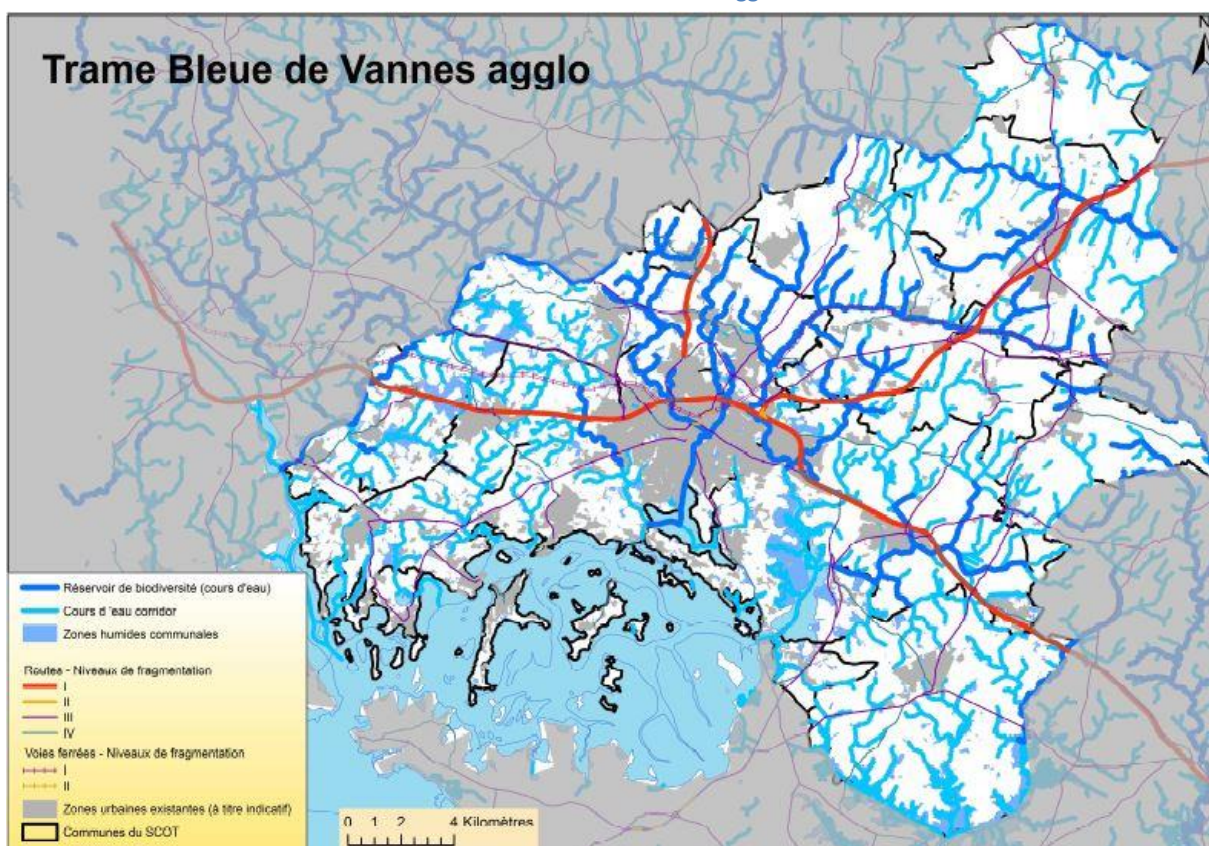 Trame Bleue de Vannes agglo
N
Réservoir de biodiversité (cours d'eau)
Cours d 'eau corridor
Zones humides communales
Routes - Niveaux de fragmentation
I
II
III
IV
Voies ferrées - Niveaux de fragmentation
I
II
Zones urbaines existantes (à titre indicatif)
Communes du SCOT
0 1 2 4 Kilomètres